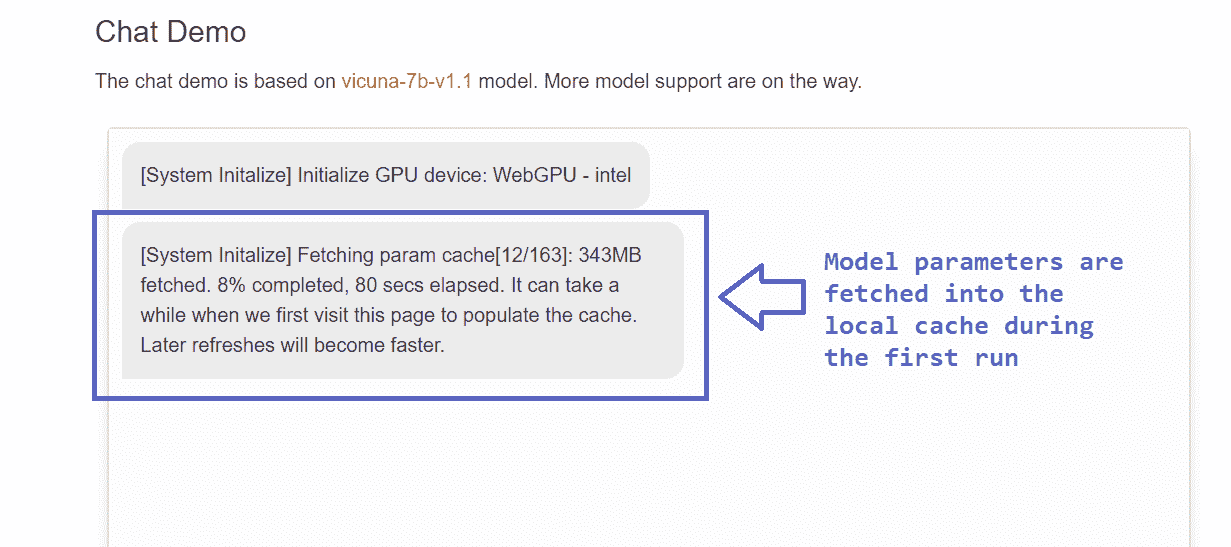 Chat Demo
The chat demo is based on vicuna-7b-v1.1 model. More model support are on the way.
[System Initalize] Initialize GPU device: WebGPU - intel
[System Initalize] Fetching param cache[12/163]: 343MB
fetched. 8% completed, 80 secs elapsed. It can take a
while when we first visit this page to populate the cache.
Later refreshes will become faster.
Model parameters are
fetched into the
local cache during
the first run